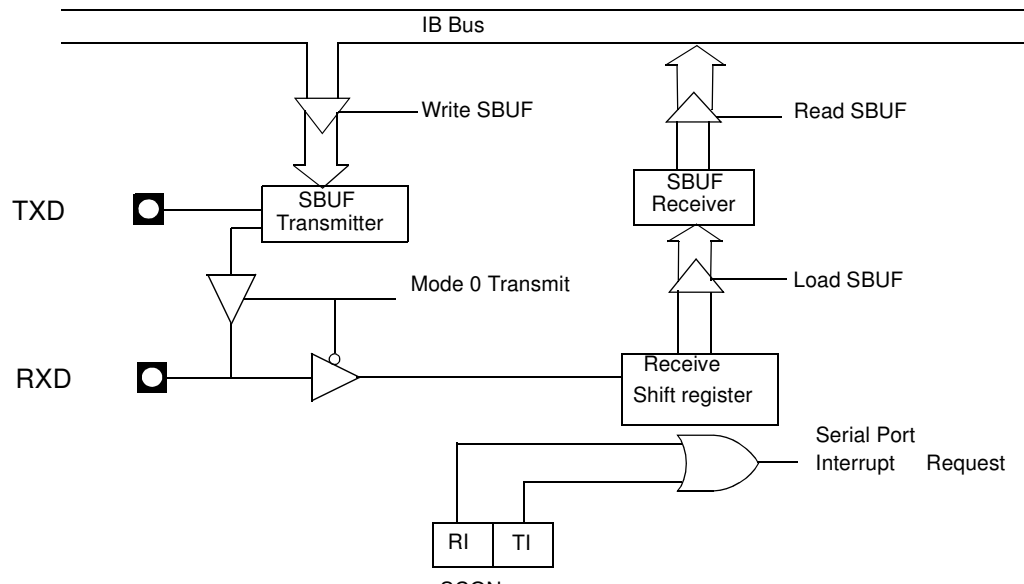 IB Bus
Write SBUF
Read SBUF
TXD
SBUF
Transmitter
SBUF
Receiver
Mode 0 Transmit
Load SBUF
RXD
Receive
Shift register
Serial Port
Interrupt Request
RI TI